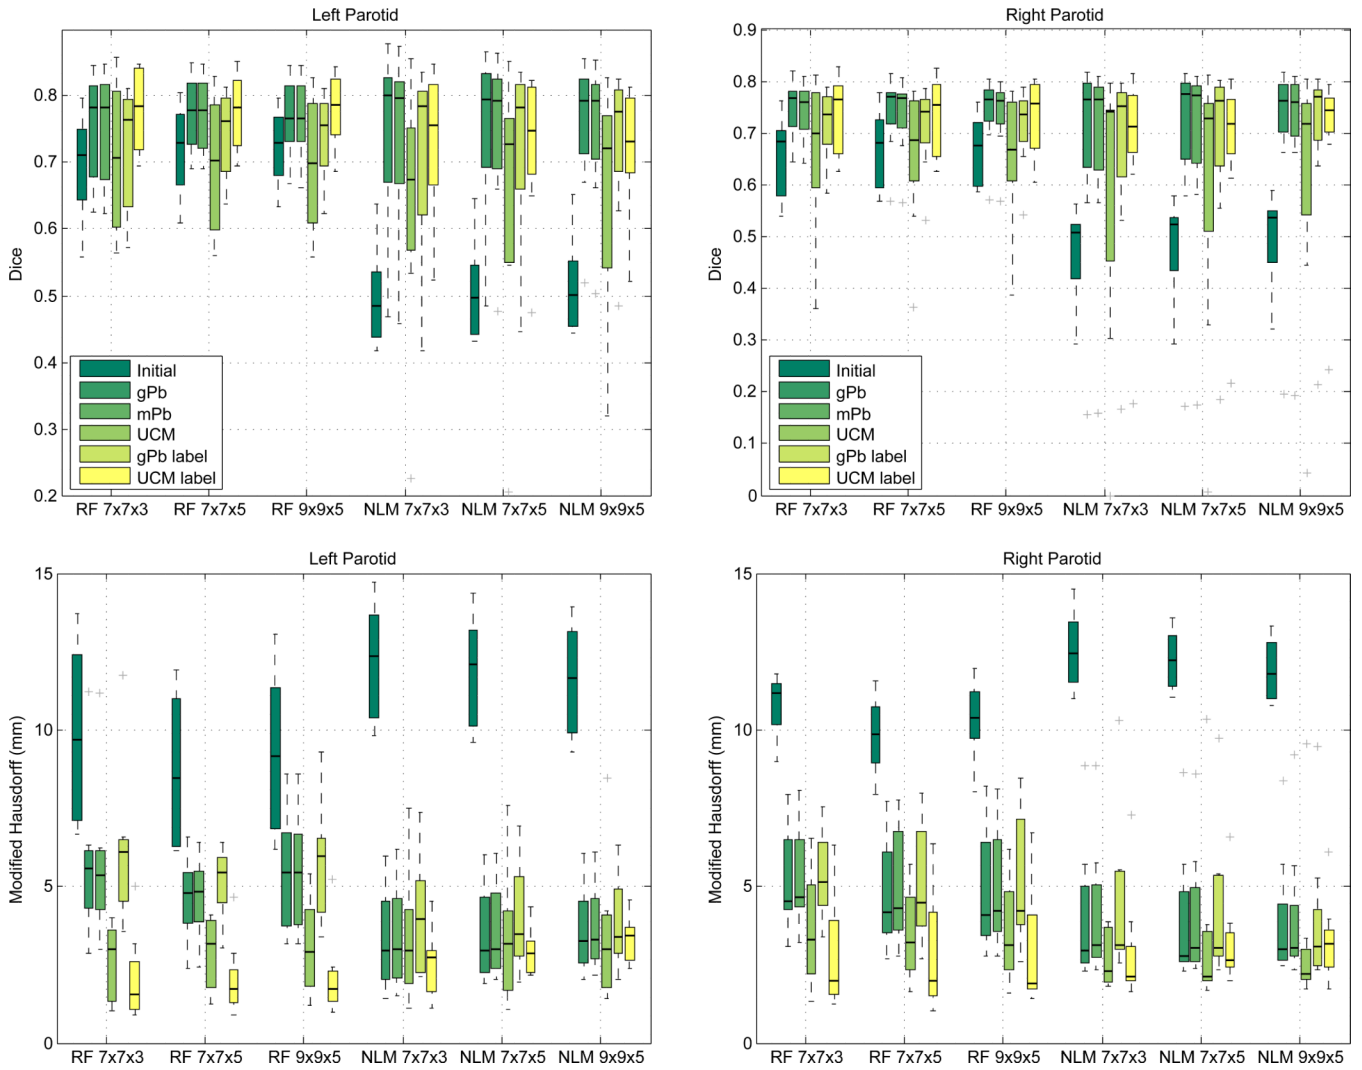 Left Parotid
Dice
0.8
0.7
0.6
0.5
0.4
0.3
0.2
Initial
gPb
mPb
UCM
gPb label
UCM label
RF 7x7x3 RF 7x7x5 RF 9x9x5 NLM 7x7x3 NLM 7x7x5 NLM 9x9x5
Right Parotid
Dice
0.9
0.8
0.7
0.6
0.5
0.4
0.3
0.2
0.1
0
Initial
gPb
mPb
UCM
gPb label
UCM label
RF 7x7x3 RF 7x7x5 RF 9x9x5 NLM 7x7x3 NLM 7x7x5 NLM 9x9x5
Left Parotid
Modified Hausdorff (mm)
15
10
5
0
RF 7x7x3 RF 7x7x5 RF 9x9x5 NLM 7x7x3 NLM 7x7x5 NLM 9x9x5
Right Parotid
Modified Hausdorff (mm)
15
10
5
0
RF 7x7x3 RF 7x7x5 RF 9x9x5 NLM 7x7x3 NLM 7x7x5 NLM 9x9x5